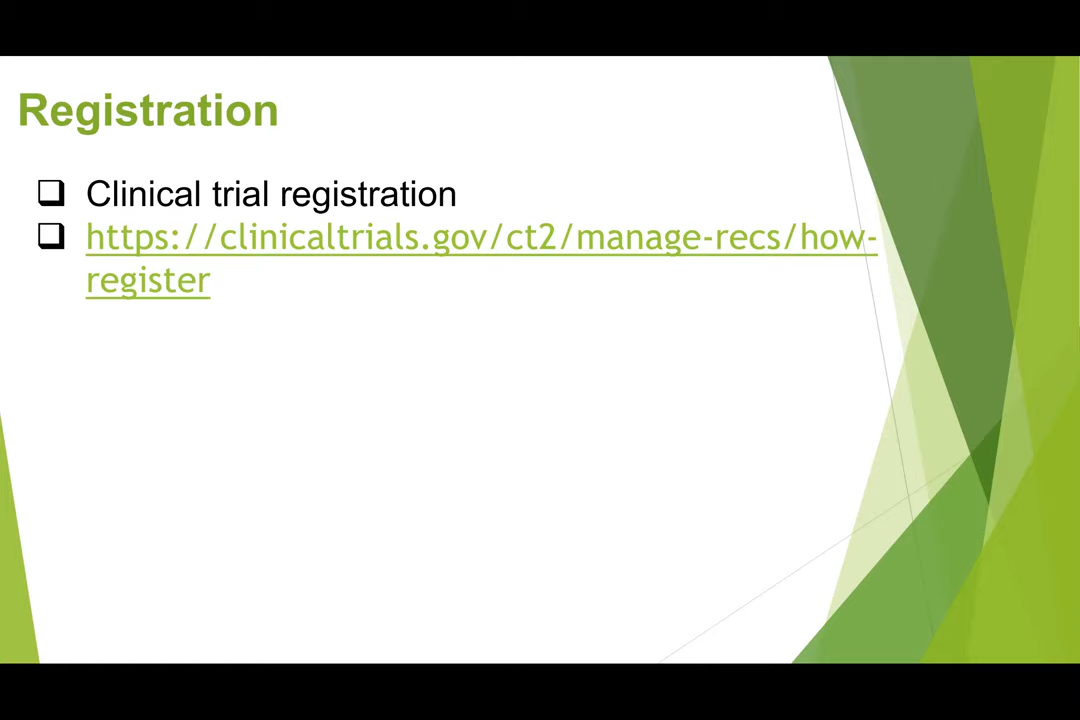 Registration
Clinical trial registration
https://clinicaltrials.gov/ct2/manage-recs/how-
register